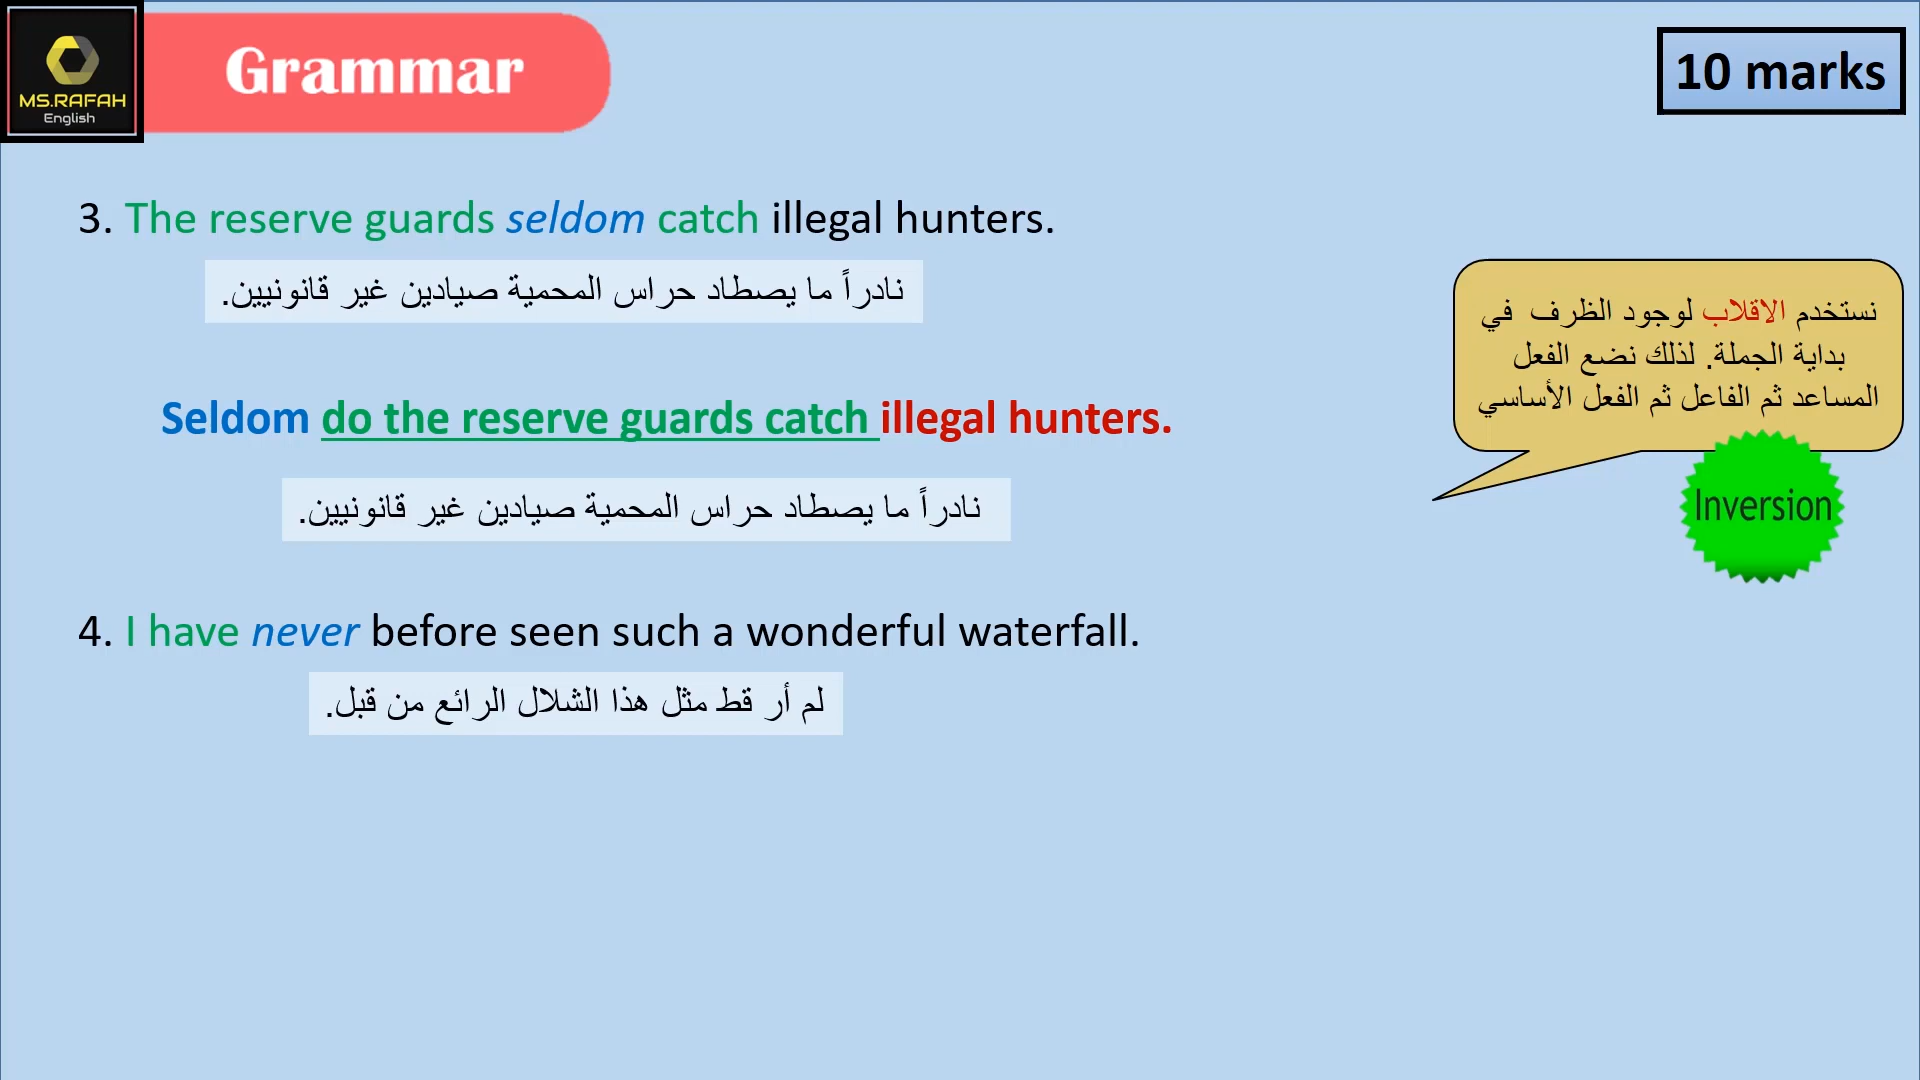 MS.RAFAH
English
Grammar
10 marks
3. The reserve guards seldom catch illegal hunters.
نادراً ما يصطاد حراس المحمية صيادين غير قانونيين.
نستخدم الاقلاب لوجود الظرف في
بداية الجملة. لذلك نضع الفعل
المساعد ثم الفاعل ثم الفعل الأساسي
Seldom do the reserve guards catch illegal hunters.
نادراً ما يصطاد حراس المحمية صيادين غير قانونيين.
Inversion
4. I have never before seen such a wonderful waterfall.
لم أر قط مثل هذا الشلال الرائع من قبل.